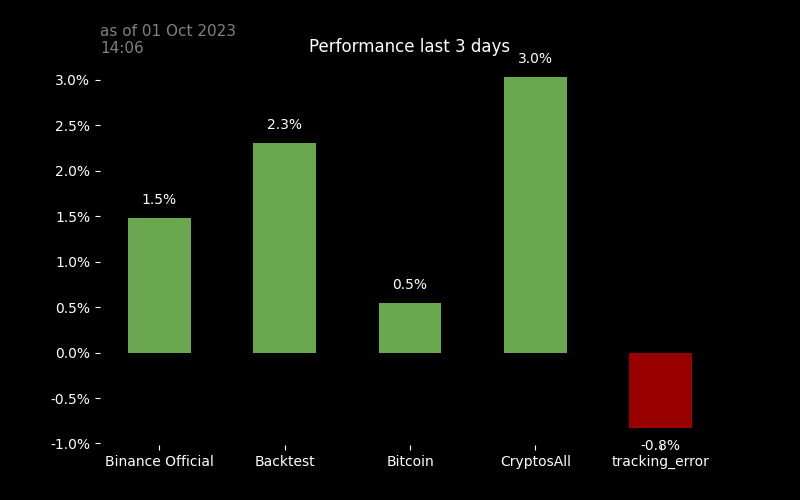 as of 01 Oct 2023
14:06
Performance last 3 days
3.0%
3.0%
2.5%
2.3%
2.0%
1.5%
1.5%
1.0%
0.5%
0.5%
0.0%
-0.5%
-1.0%
-0.8%
Binance Official
Backtest
Bitcoin
CryptosAll
tracking_error